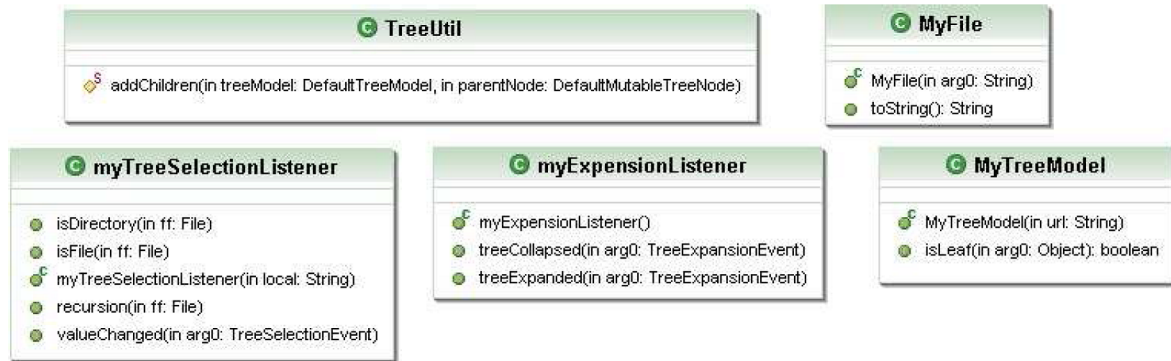 TreeUtil
addChildren(in treeModel: DefaultTreeModel, in parentNode: DefaultMutableTreeNode)
MyFile
MyFile(in arg0: String)
toString(): String
myTreeSelectionListener
isDirectory(in ff: File)
isFile(in ff: File)
myTreeSelectionListener(in local: String)
recursion(in ff: File)
valueChanged(in arg0: TreeSelectionEvent)
myExpensionListener
myExpensionListener()
treeCollapsed(in arg0: TreeExpansionEvent)
treeExpanded(in arg0: TreeExpansionEvent)
MyTreeModel
MyTreeModel(in url: String)
isLeaf(in arg0: Object): boolean